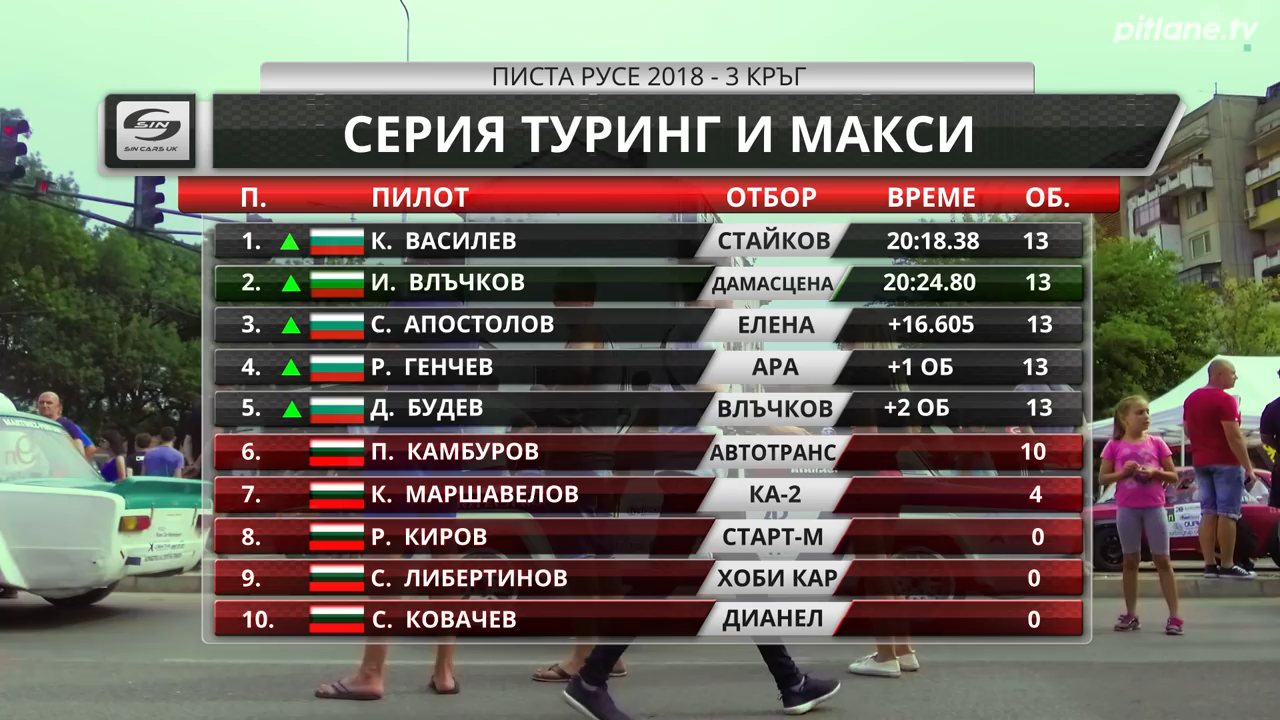 pitlane.tv
ПИСТА РУСЕ 2018 - 3 КРЪГ
SIN
SIN CARS UK
СЕРИЯ ТУРИНГ И МАКСИ
П. ПИЛОТ ОТБОР ВРЕМЕ ОБ.
1. К. ВАСИЛЕВ СТАЙКОВ 20:18.38 13
2. И. ВЛЪЧКОВ ДАМАСЦЕНА 20:24.80 13
3. С. АПОСТОЛОВ ЕЛЕНА +16.605 13
4. Р. ГЕНЧЕВ АРА +1 ОБ 13
5. Д. БУДЕВ ВЛЪЧКОВ +2 ОБ 13
6. П. КАМБУРОВ АВТОТРАНС 10
7. К. МАРШАВЕЛОВ КА-2 4
8. Р. КИРОВ СТАРТ-М 0
9. С. ЛИБЕРТИНОВ ХОБИ КАР 0
10. С. КОВАЧЕВ ДИАНЕЛ 0